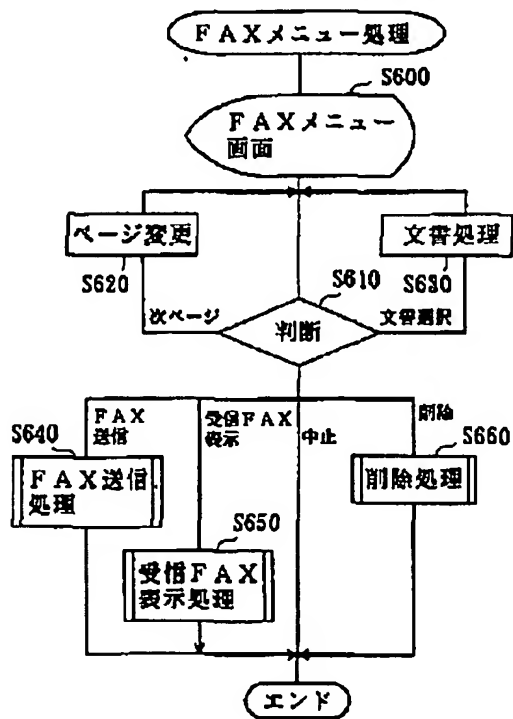 ＦＡＸメニュー処理
S600
ＦＡＸメニュー
画面
ページ変更
文書処理
S620
S630
S610
次ページ
判断
文書選択
ＦＡＸ
送信
受信ＦＡＸ
表示
中止
削除
S640
S660
ＦＡＸ送信
処理
削除処理
S650
受信ＦＡＸ
表示処理
エンド